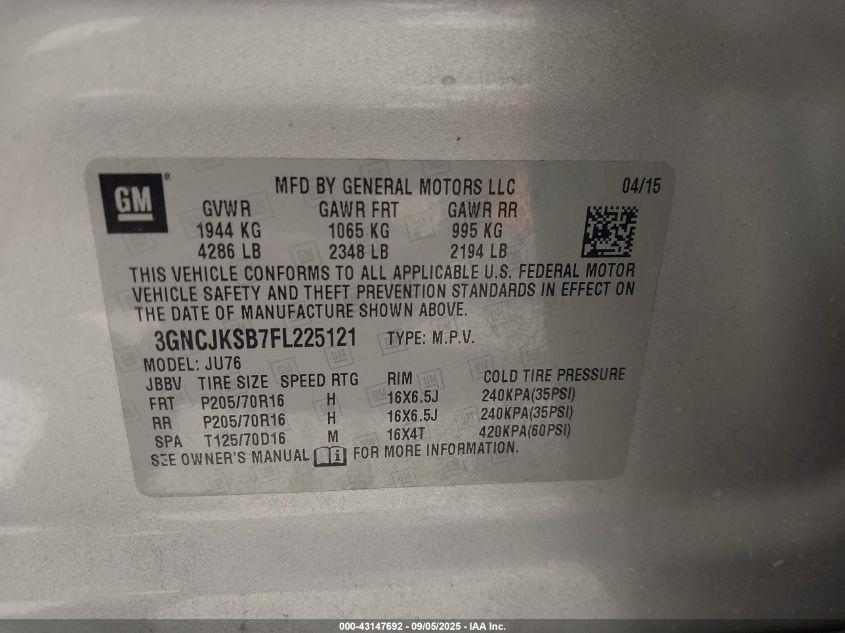 GM
MFD BY GENERAL MOTORS LLC 04/15
GVWR GAWR FRT GAWR RR
1944 KG 1065 KG 995 KG
4286 LB 2348 LB 2194 LB
THIS VEHICLE CONFORMS TO ALL APPLICABLE U.S. FEDERAL MOTOR
VEHICLE SAFETY AND THEFT PREVENTION STANDARDS IN EFFECT ON
THE DATE OF MANUFACTURE SHOWN ABOVE.
3GNCJKSB7FL225121 TYPE: M.P.V.
MODEL: JU76
JBBV TIRE SIZE SPEED RTG RIM COLD TIRE PRESSURE
FRT P205/70R16 H 16X6.5J 240KPA(35PSI)
RR P205/70R16 H 16X6.5J 240KPA(35PSI)
SPA T125/70D16 M 16X4T 420KPA(60PSI)
SEE OWNER'S MANUAL FOR MORE INFORMATION.
000-43147692 - 09/05/2025 - IAA Inc.